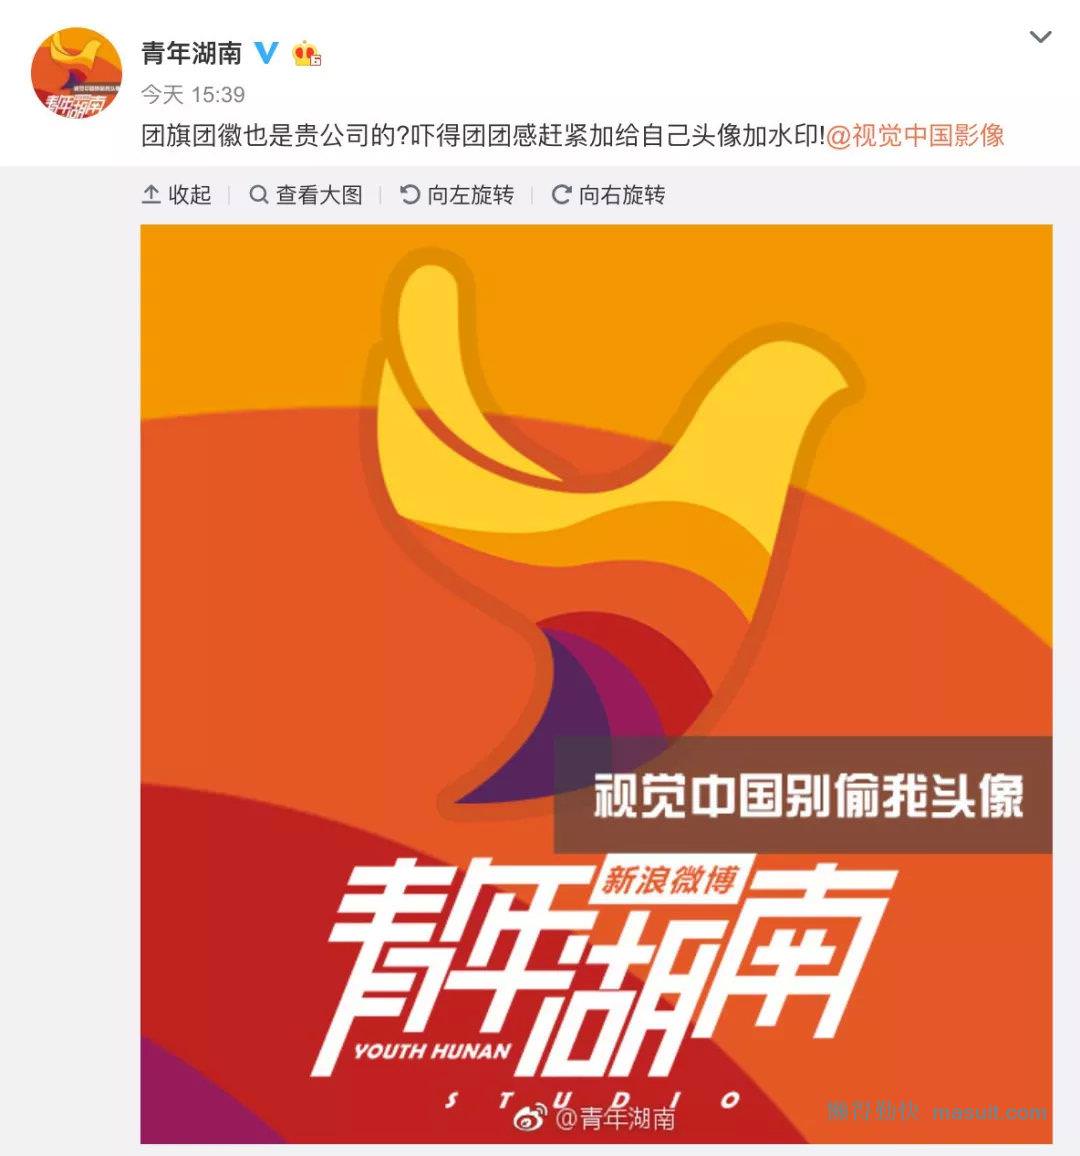 青年湖南
今天 15:39
团旗团徽也是贵公司的?吓得团团感赶紧加给自己头像加水印!@视觉中国影像
收起 查看大图 向左旋转 向右旋转
视觉中国别偷我头像
新浪微博
青年湖南
YOUTH HUNAN
STUDIO
@青年湖南
懒得勤快 masuit.com